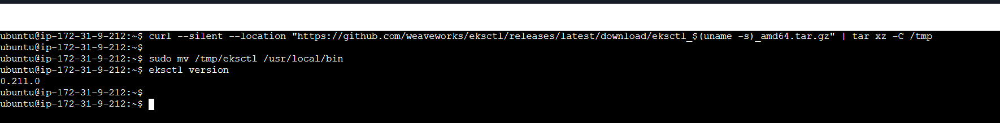 ubuntu@ip-172-31-9-212:~$ curl --silent --location "https://github.com/weaveworks/eksctl/releases/latest/download/eksctl_$(uname -s)_amd64.tar.gz" | tar xz -C /tmp
ubuntu@ip-172-31-9-212:~$
ubuntu@ip-172-31-9-212:~$ sudo mv /tmp/eksctl /usr/local/bin
ubuntu@ip-172-31-9-212:~$ eksctl version
0.211.0
ubuntu@ip-172-31-9-212:~$
ubuntu@ip-172-31-9-212:~$